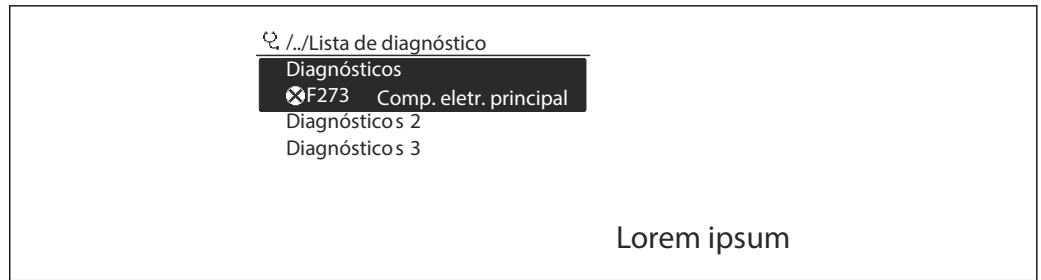 /../Lista de diagnóstico
Diagnósticos
F273 Comp. eletr. principal
Diagnósticos 2
Diagnósticos 3
Lorem ipsum